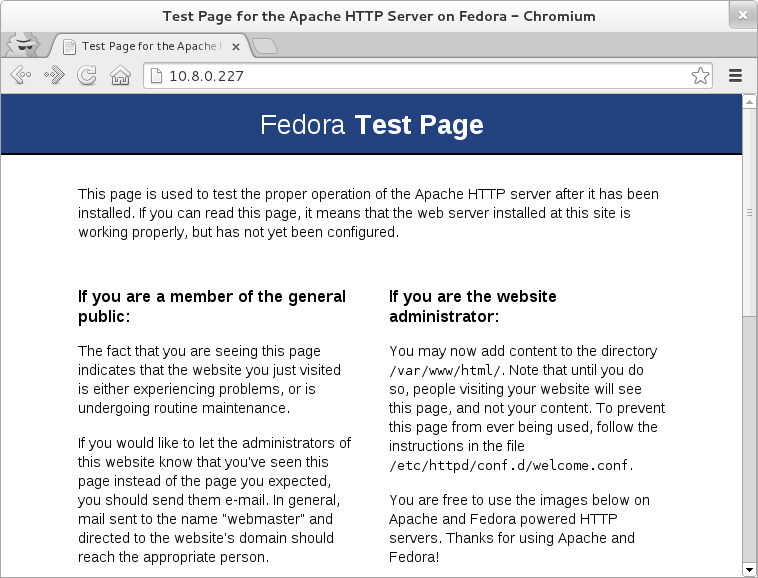 Test Page for the Apache HTTP Server on Fedora - Chromium
Test Page for the Apache
10.8.0.227
Fedora Test Page
This page is used to test the proper operation of the Apache HTTP server after it has been
installed. If you can read this page, it means that the web server installed at this site is
working properly, but has not yet been configured.
If you are a member of the general
public:
The fact that you are seeing this page
indicates that the website you just visited
is either experiencing problems, or is
undergoing routine maintenance.
If you would like to let the administrators of
this website know that you've seen this
page instead of the page you expected,
you should send them e-mail. In general,
mail sent to the name "webmaster" and
directed to the website's domain should
reach the appropriate person.
If you are the website
administrator:
You may now add content to the directory
/var/www/html/. Note that until you do
so, people visiting your website will see
this page, and not your content. To prevent
this page from ever being used, follow the
instructions in the file
/etc/httpd/conf.d/welcome.conf.
You are free to use the images below on
Apache and Fedora powered HTTP
servers. Thanks for using Apache and
Fedora!